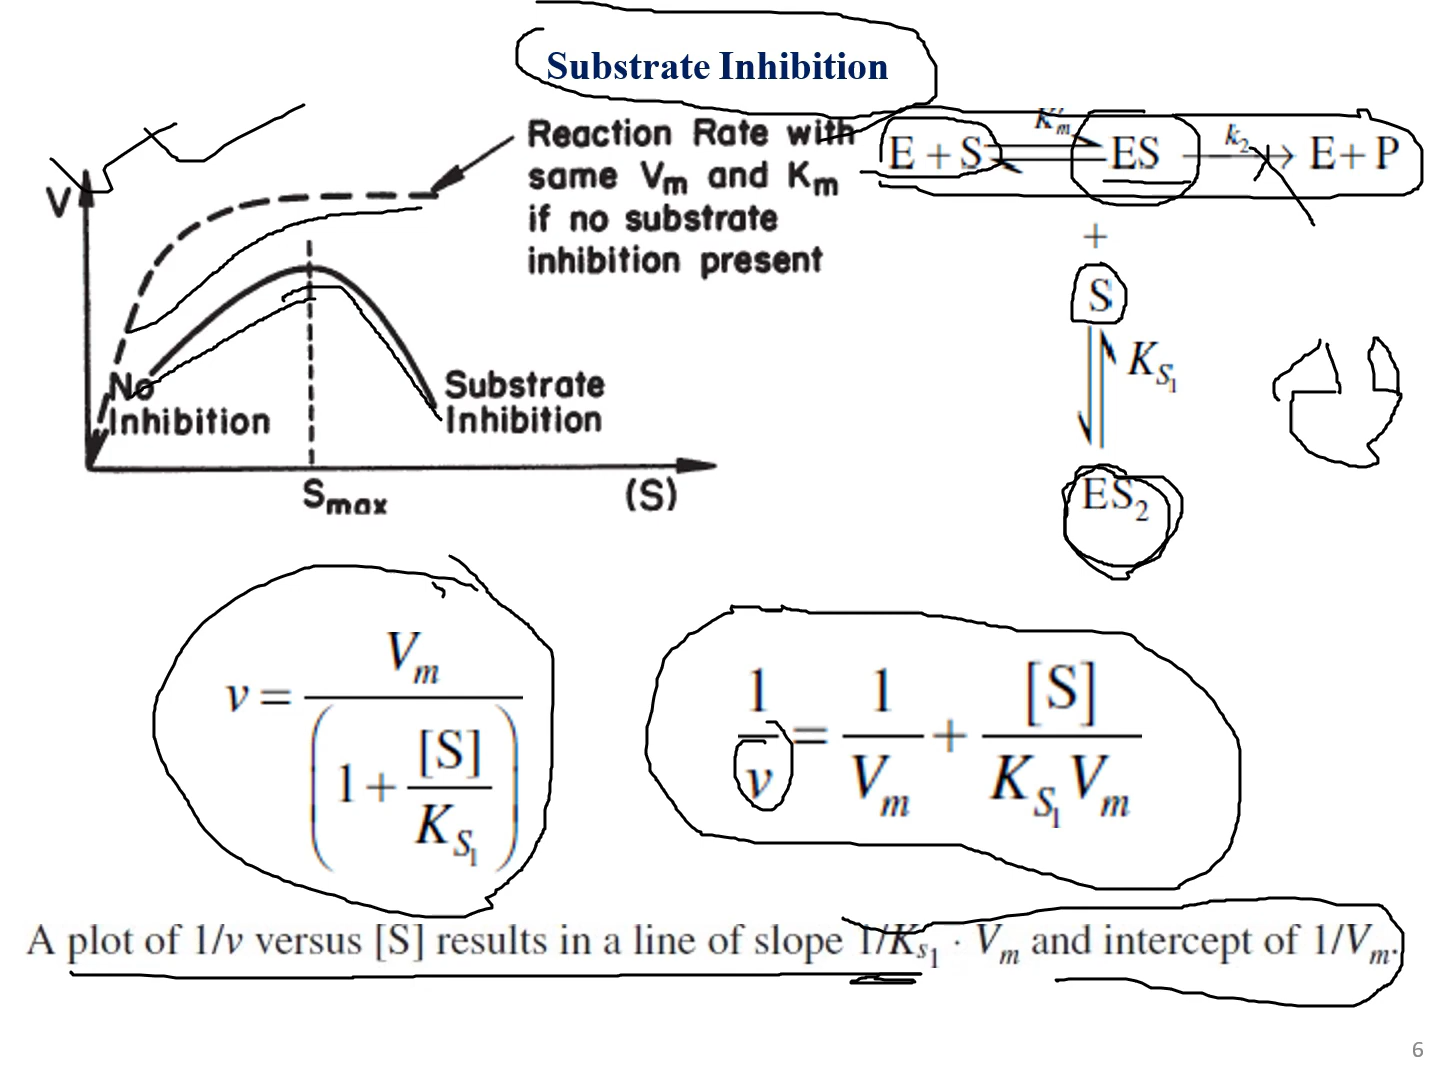 Substrate Inhibition
Reaction Rate with
same Vm and Km
if no substrate
inhibition present
V
No
Inhibition
Substrate
Inhibition
Smax
(S)
E + S ⇌ ES → E + P
K'm
k2
+
S
KS1
ES2
v = Vm / (1 + [S] / KS1)
1/v = 1/Vm + [S] / KS1 Vm
A plot of 1/v versus [S] results in a line of slope 1/Ks1 · Vm and intercept of 1/Vm.
6